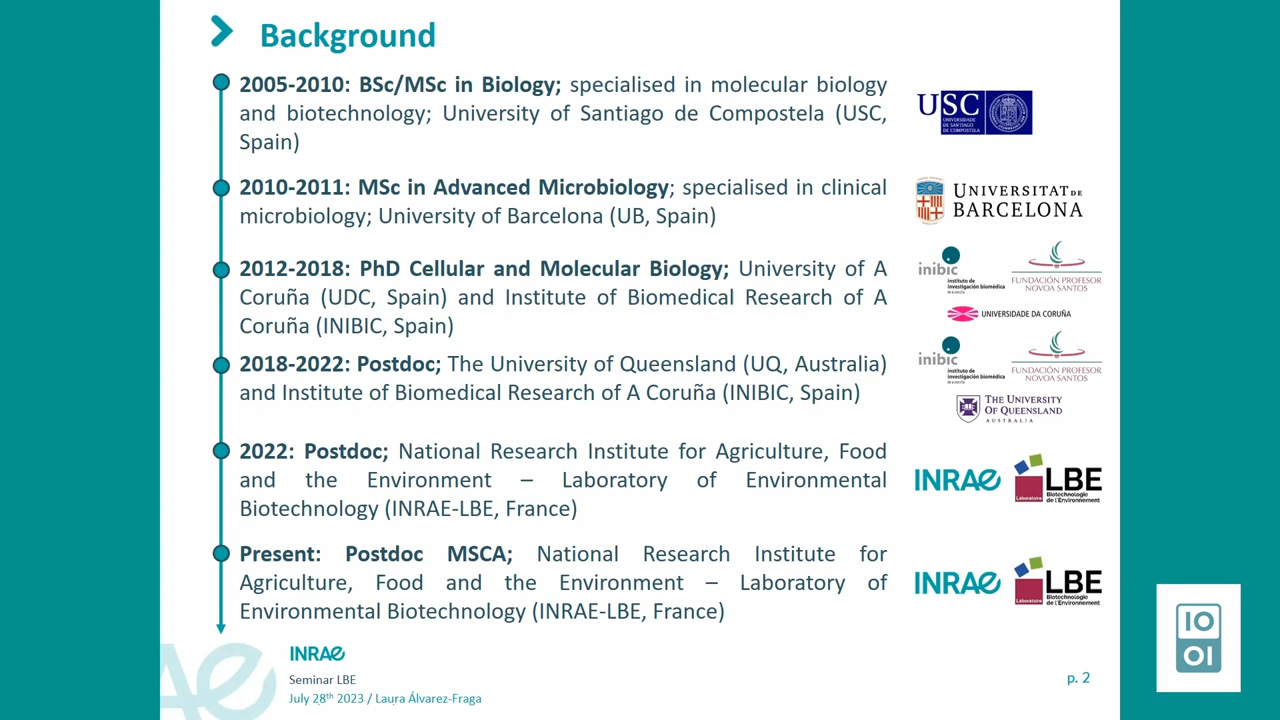 Background
2005-2010: BSc/MSc in Biology; specialised in molecular biology
and biotechnology; University of Santiago de Compostela (USC,
Spain)
USC
UNIVERSIDADE
DE SANTIAGO
DE COMPOSTELA
2010-2011: MSc in Advanced Microbiology; specialised in clinical
microbiology; University of Barcelona (UB, Spain)
UNIVERSITAT DE
BARCELONA
2012-2018: PhD Cellular and Molecular Biology; University of A
Coruña (UDC, Spain) and Institute of Biomedical Research of A
Coruña (INIBIC, Spain)
inibic
instituto de
investigación biomédica
de a coruña
FUNDACIÓN PROFESOR
NOVOA SANTOS
UNIVERSIDADE DA CORUÑA
2018-2022: Postdoc; The University of Queensland (UQ, Australia)
and Institute of Biomedical Research of A Coruña (INIBIC, Spain)
inibic
instituto de
investigación biomédica
de a coruña
FUNDACIÓN PROFESOR
NOVOA SANTOS
THE UNIVERSITY
OF QUEENSLAND
AUSTRALIA
2022: Postdoc; National Research Institute for Agriculture, Food
and the Environment – Laboratory of Environmental
Biotechnology (INRAE-LBE, France)
INRAE
Laboratoire
LBE
Biotechnologie
de l'Environnement
Present: Postdoc MSCA; National Research Institute for
Agriculture, Food and the Environment – Laboratory of
Environmental Biotechnology (INRAE-LBE, France)
INRAE
Laboratoire
LBE
Biotechnologie
de l'Environnement
INRAE
Seminar LBE
July 28th 2023 / Laura Álvarez-Fraga
p. 2
IO
OI